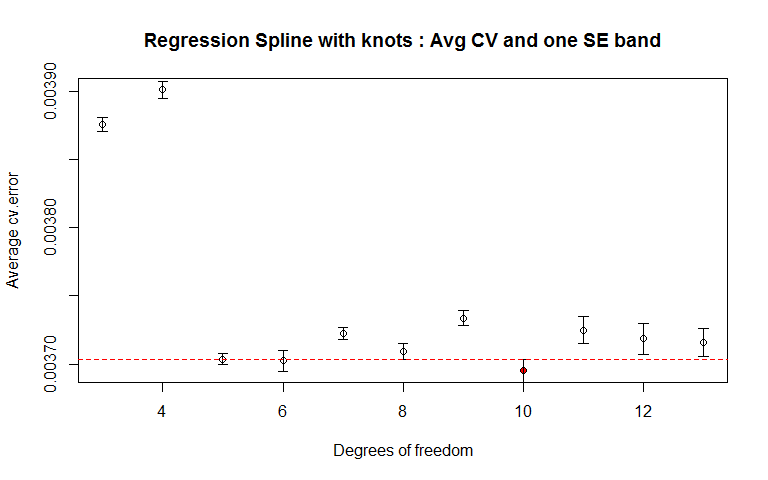 Regression Spline with knots : Avg CV and one SE band
Average cv.error
0.00390
0.00380
0.00370
4 6 8 10 12
Degrees of freedom